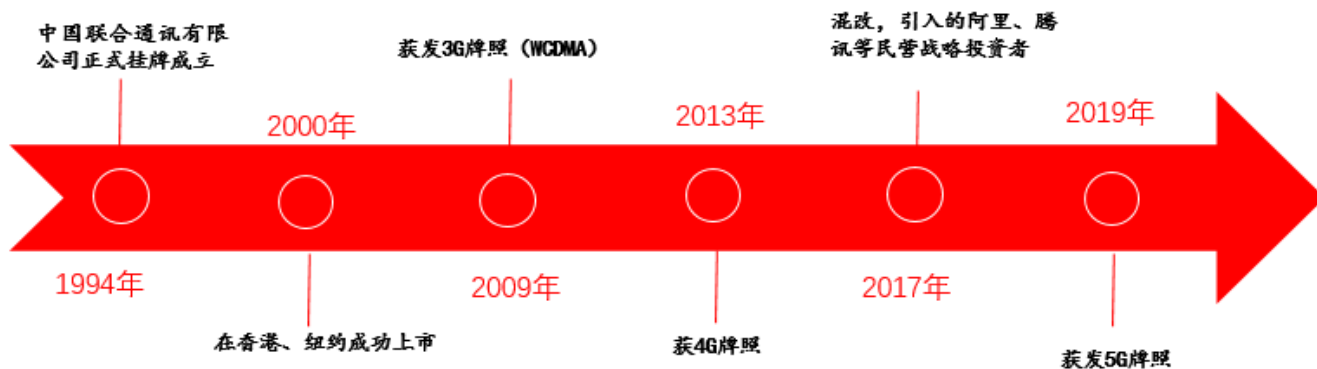 中国联合通讯有限
公司正式挂牌成立
1994年
2000年
在香港、纽约成功上市
获发3G牌照（WCDMA）
2009年
2013年
获4G牌照
混改，引入的阿里、腾
讯等民营战略投资者
2017年
2019年
获发5G牌照